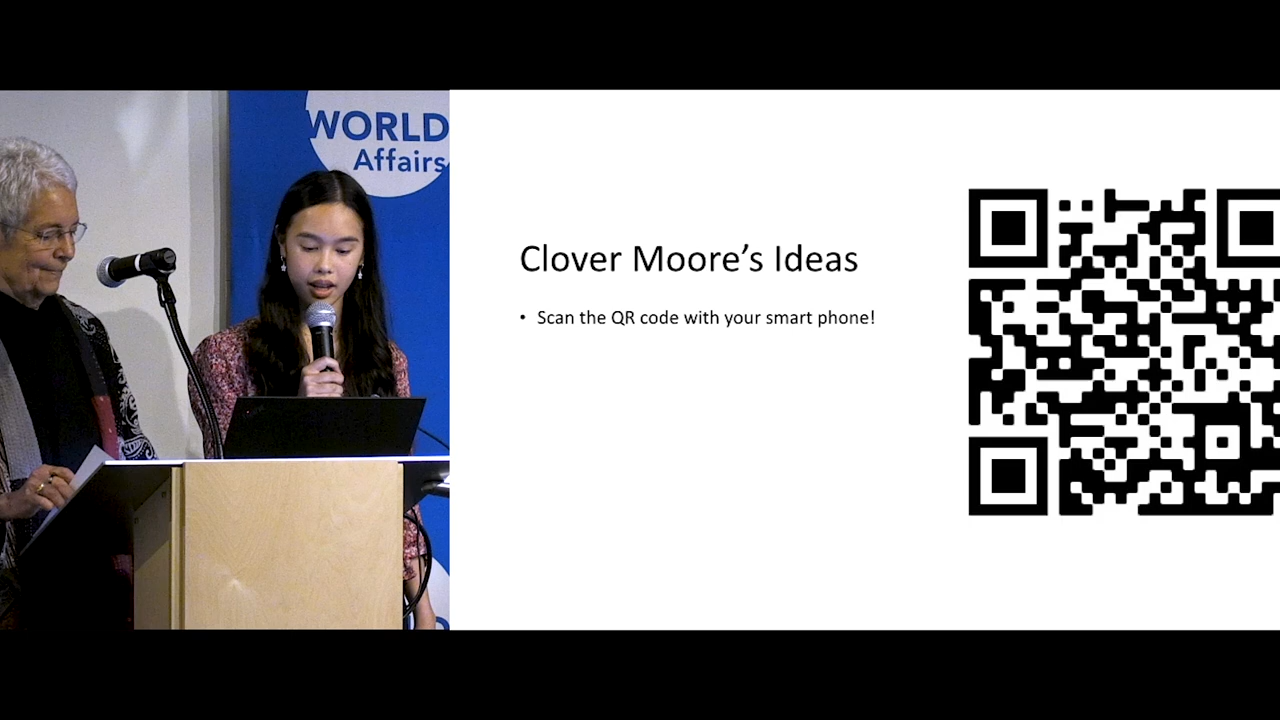 WORLD
Affairs
Clover Moore’s Ideas
• Scan the QR code with your smart phone!